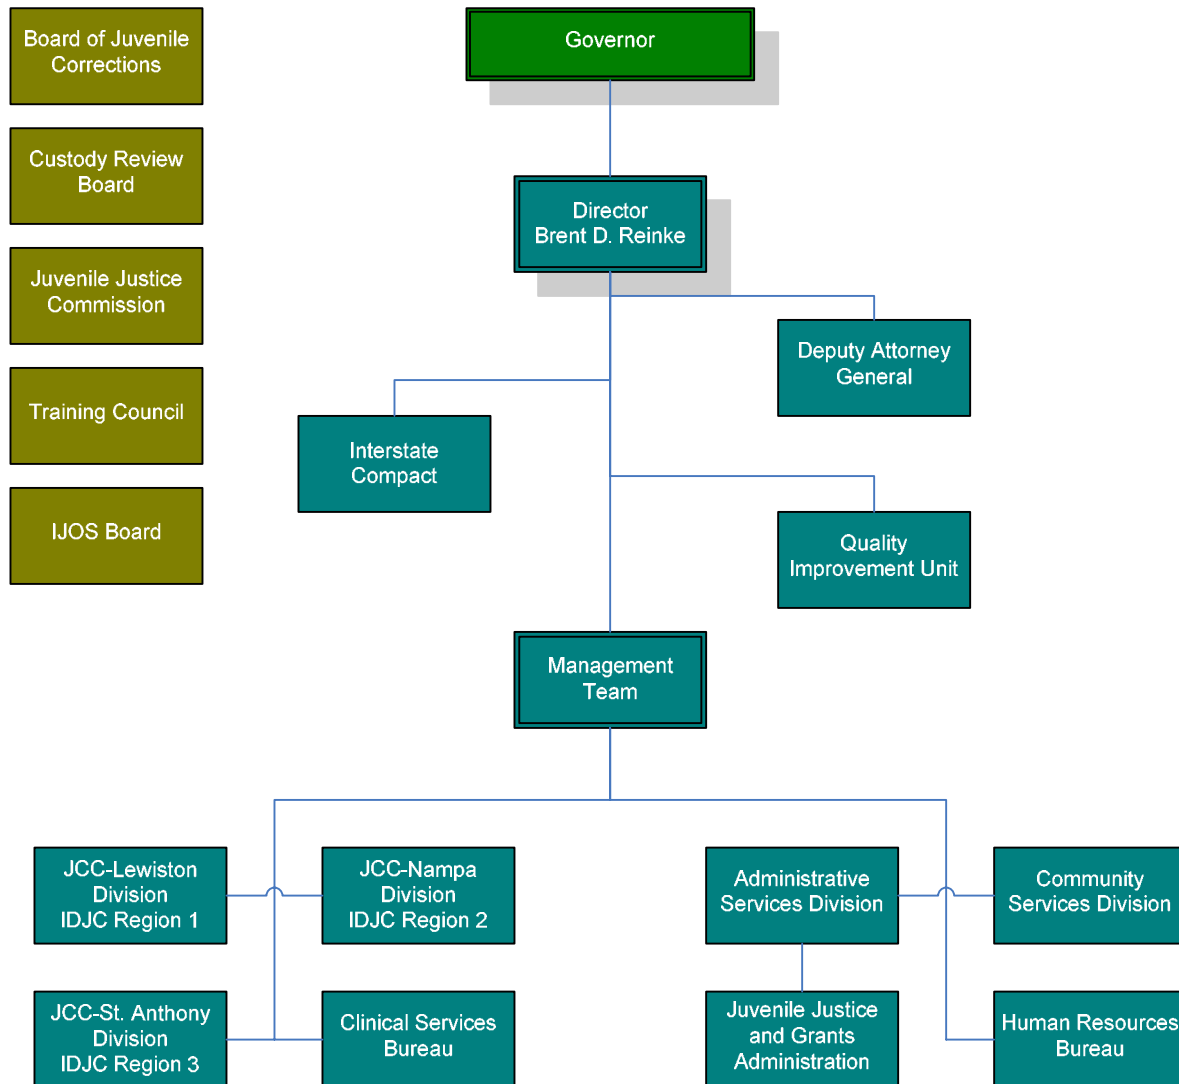 Board of Juvenile
Corrections
Governor
Custody Review
Board
Director
Brent D. Reinke
Juvenile Justice
Commission
Deputy Attorney
General
Training Council
Interstate
Compact
IJOS Board
Quality
Improvement Unit
Management
Team
JCC-Lewiston
Division
IDJC Region 1
JCC-Nampa
Division
IDJC Region 2
Administrative
Services Division
Community
Services Division
JCC-St. Anthony
Division
IDJC Region 3
Clinical Services
Bureau
Juvenile Justice
and Grants
Administration
Human Resources
Bureau